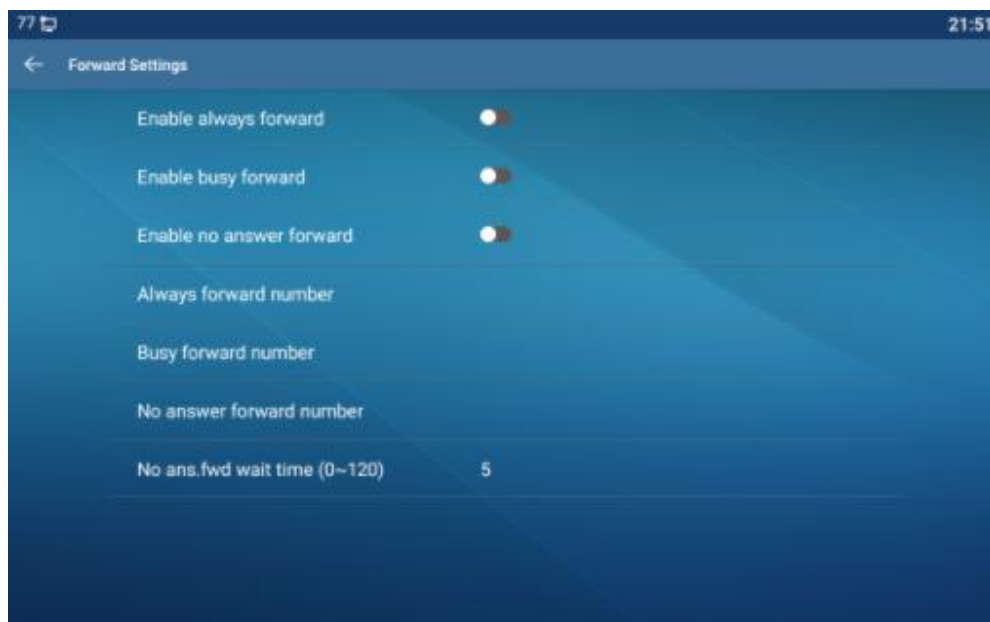 77
21:51
Forward Settings
Enable always forward
Enable busy forward
Enable no answer forward
Always forward number
Busy forward number
No answer forward number
No ans.fwd wait time (0~120) 5